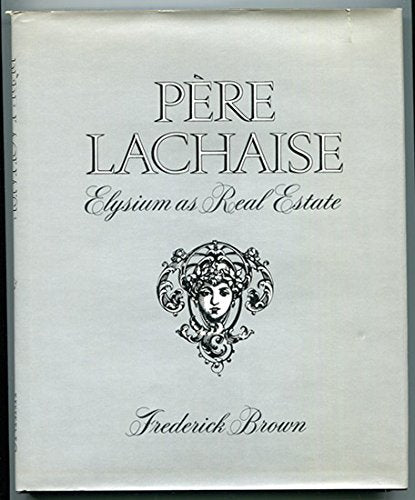 PÈRE
LACHAISE
Elysium as Real Estate
Frederick Brown